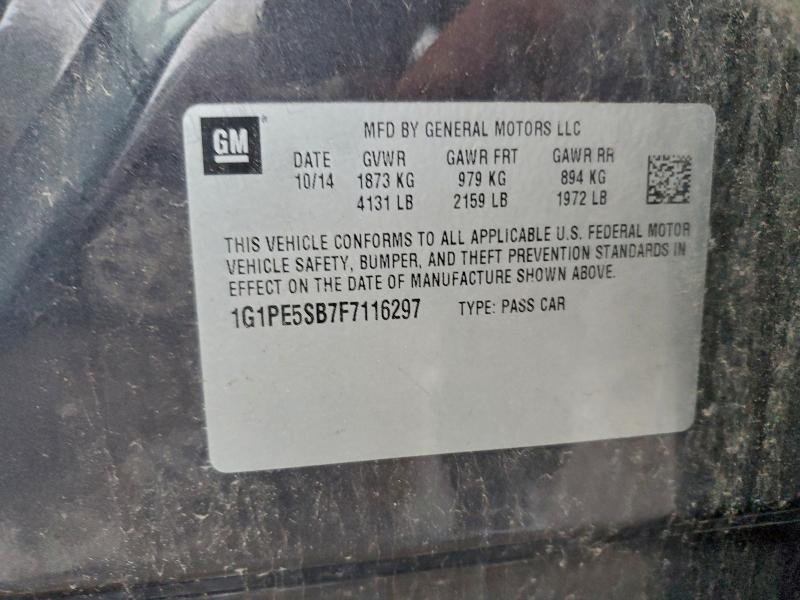 GM
MFD BY GENERAL MOTORS LLC
DATE GVWR GAWR FRT GAWR RR
10/14 1873 KG 979 KG 894 KG
4131 LB 2159 LB 1972 LB
THIS VEHICLE CONFORMS TO ALL APPLICABLE U.S. FEDERAL MOTOR
VEHICLE SAFETY, BUMPER, AND THEFT PREVENTION STANDARDS IN
EFFECT ON THE DATE OF MANUFACTURE SHOWN ABOVE.
1G1PE5SB7F7116297 TYPE: PASS CAR